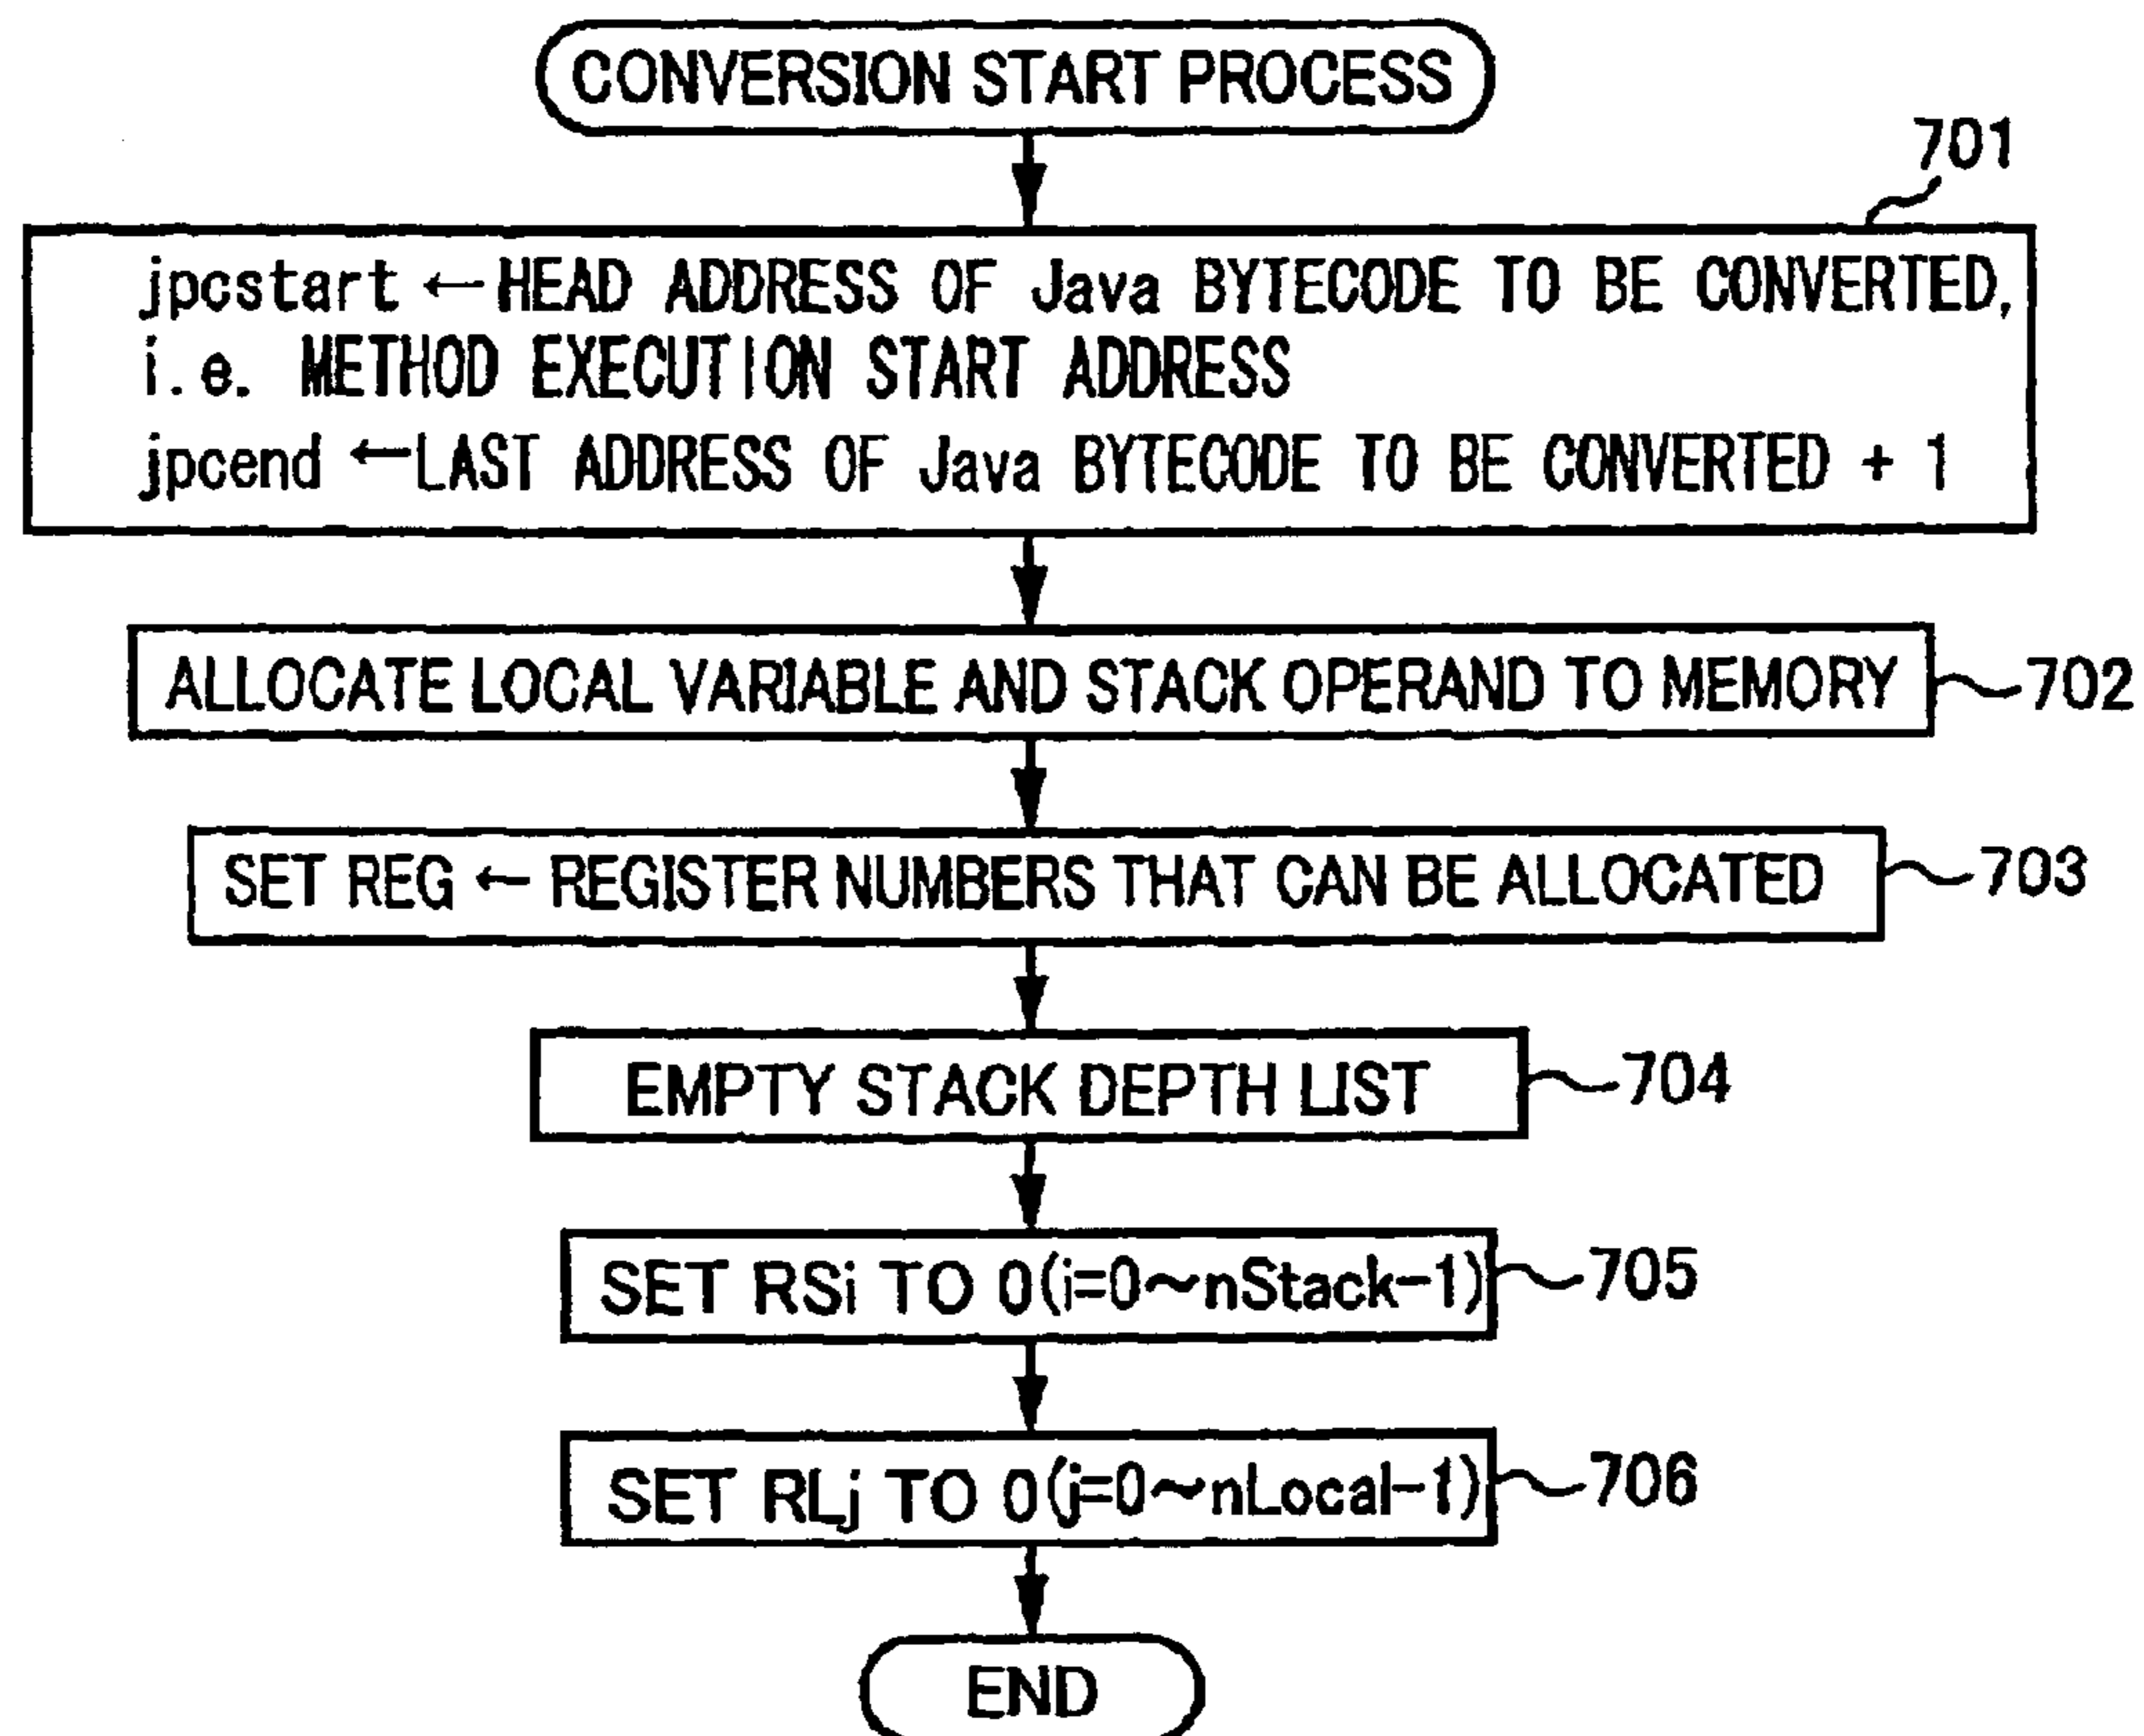 CONVERSION START PROCESS
701
jpcstart ←HEAD ADDRESS OF Java BYTECODE TO BE CONVERTED,
i.e. METHOD EXECUTION START ADDRESS
jpcend ←LAST ADDRESS OF Java BYTECODE TO BE CONVERTED + 1
ALLOCATE LOCAL VARIABLE AND STACK OPERAND TO MEMORY 702
SET REG ← REGISTER NUMBERS THAT CAN BE ALLOCATED 703
EMPTY STACK DEPTH LIST 704
SET RSi TO 0(i=0~nStack-1) 705
SET RLj TO 0(j=0~nLocal-1) 706
END